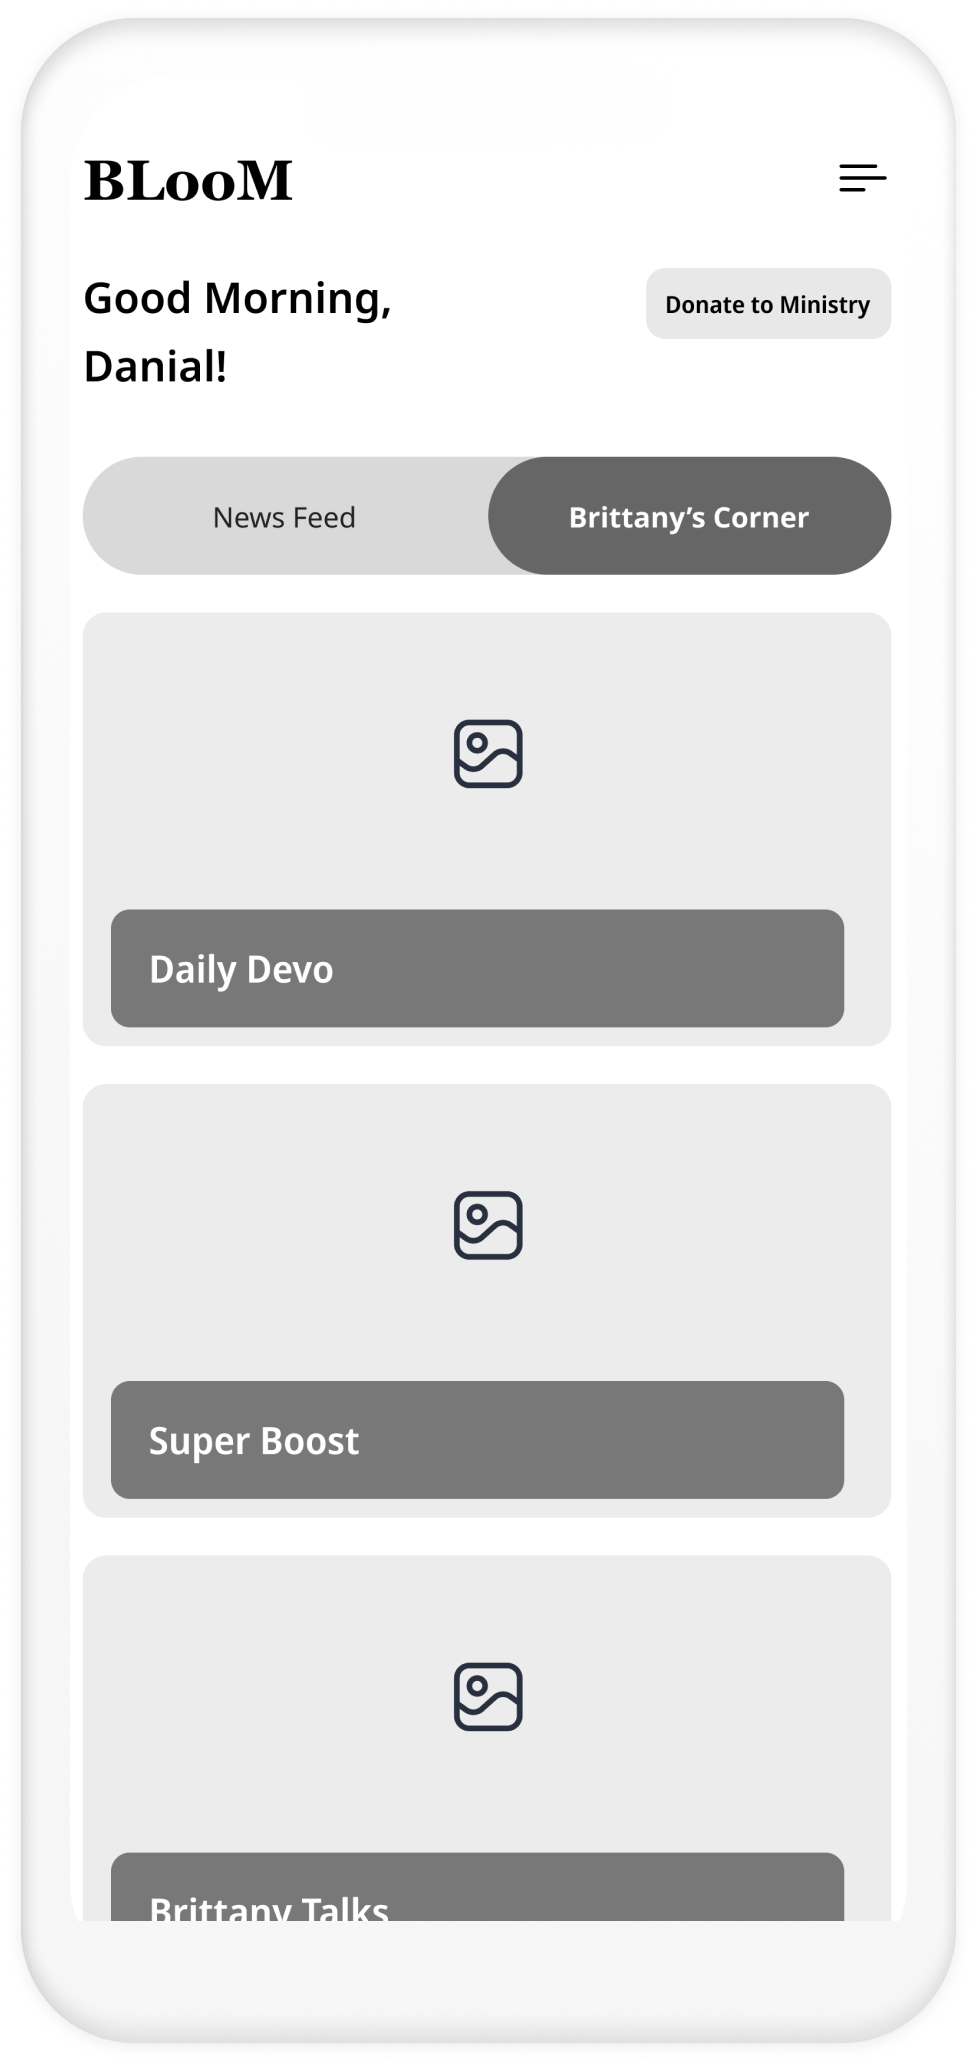 BLooM
Good Morning,
Danial!
Donate to Ministry
News Feed
Brittany's Corner
Daily Devo
Super Boost
Brittany Talks